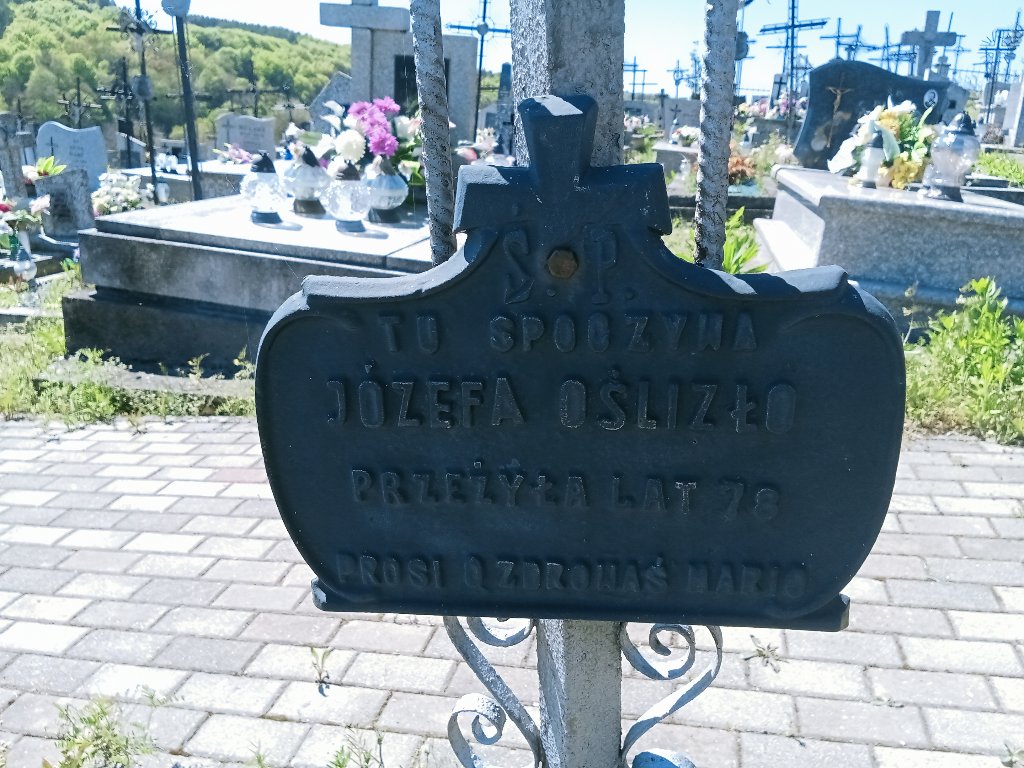 Ś.P.
TU SPOCZYWA
JÓZEFA OŚLIZŁO
PRZEŻYŁA LAT 78
PROSI O ZDROWAŚ MARIO